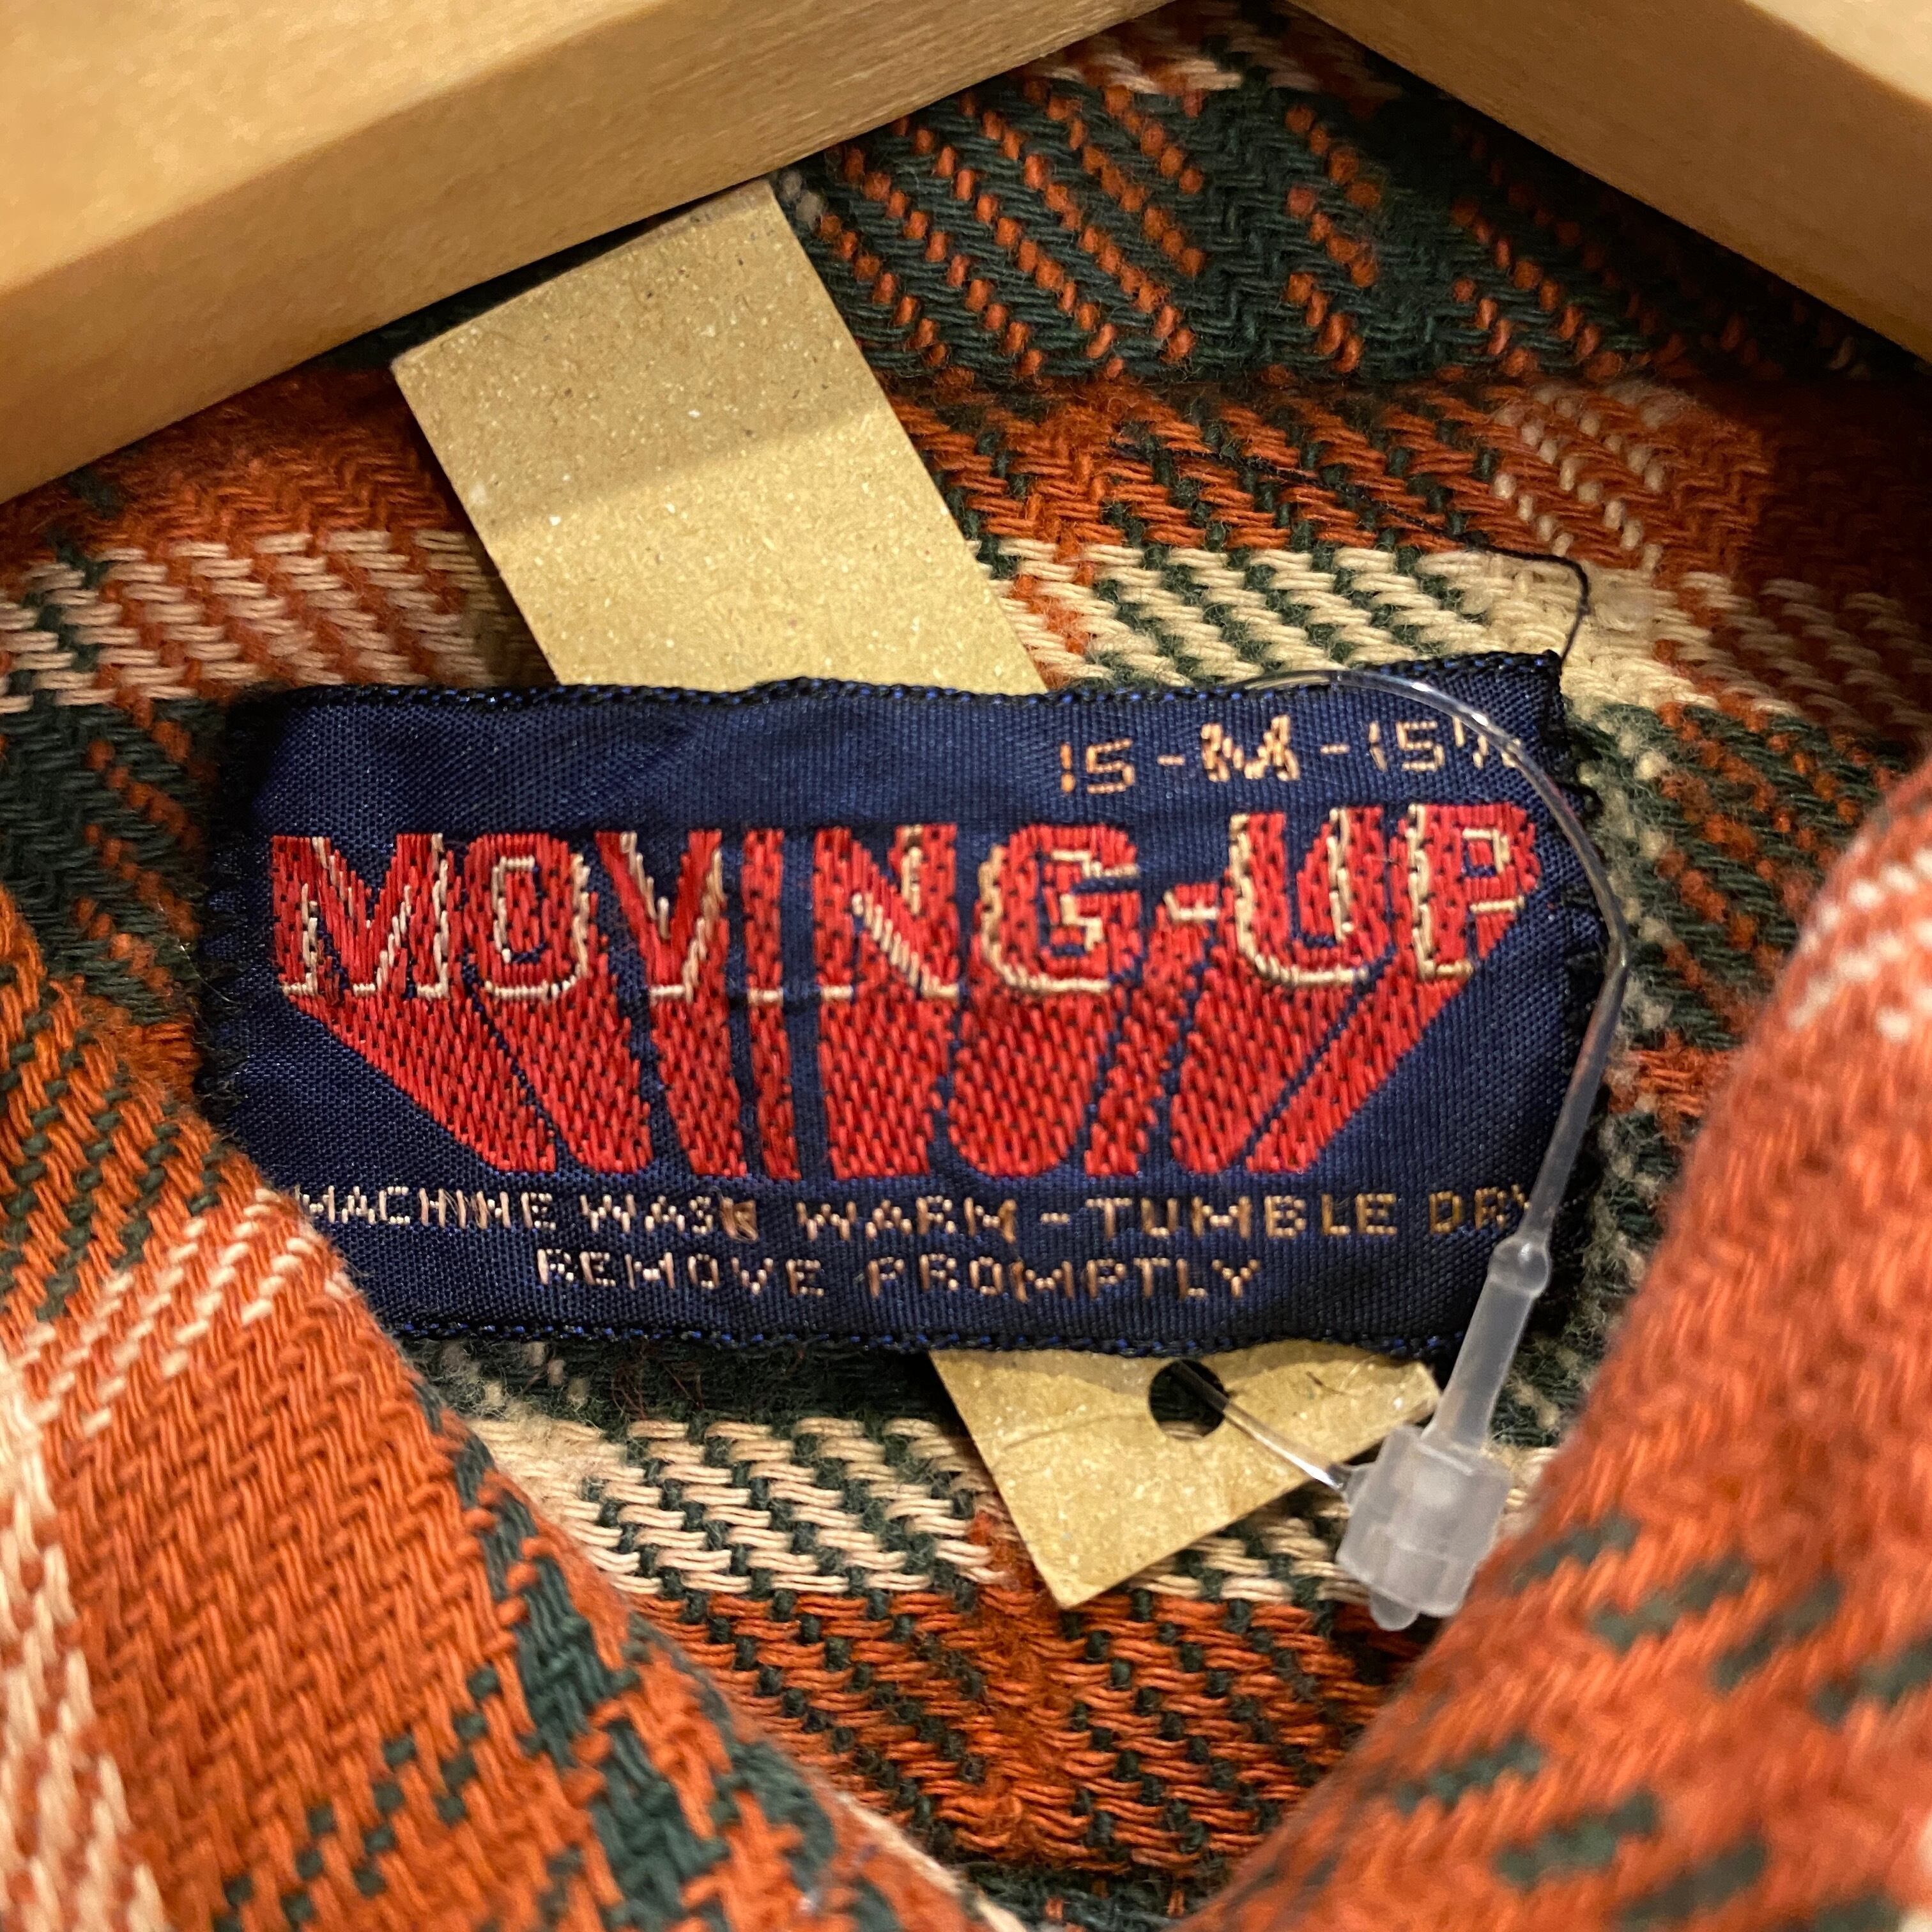 15-M-15½
MOVING-UP
MACHINE WASH WARM-TUMBLE DRY
REMOVE PROMPTLY